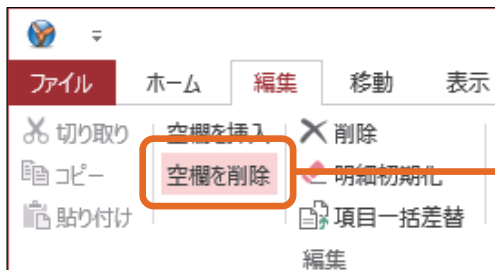 ファイル ホーム 編集 移動 表示
切り取り 空欄を挿入 削除
コピー 空欄を削除 明細初期化
貼り付け 項目一括差替
編集